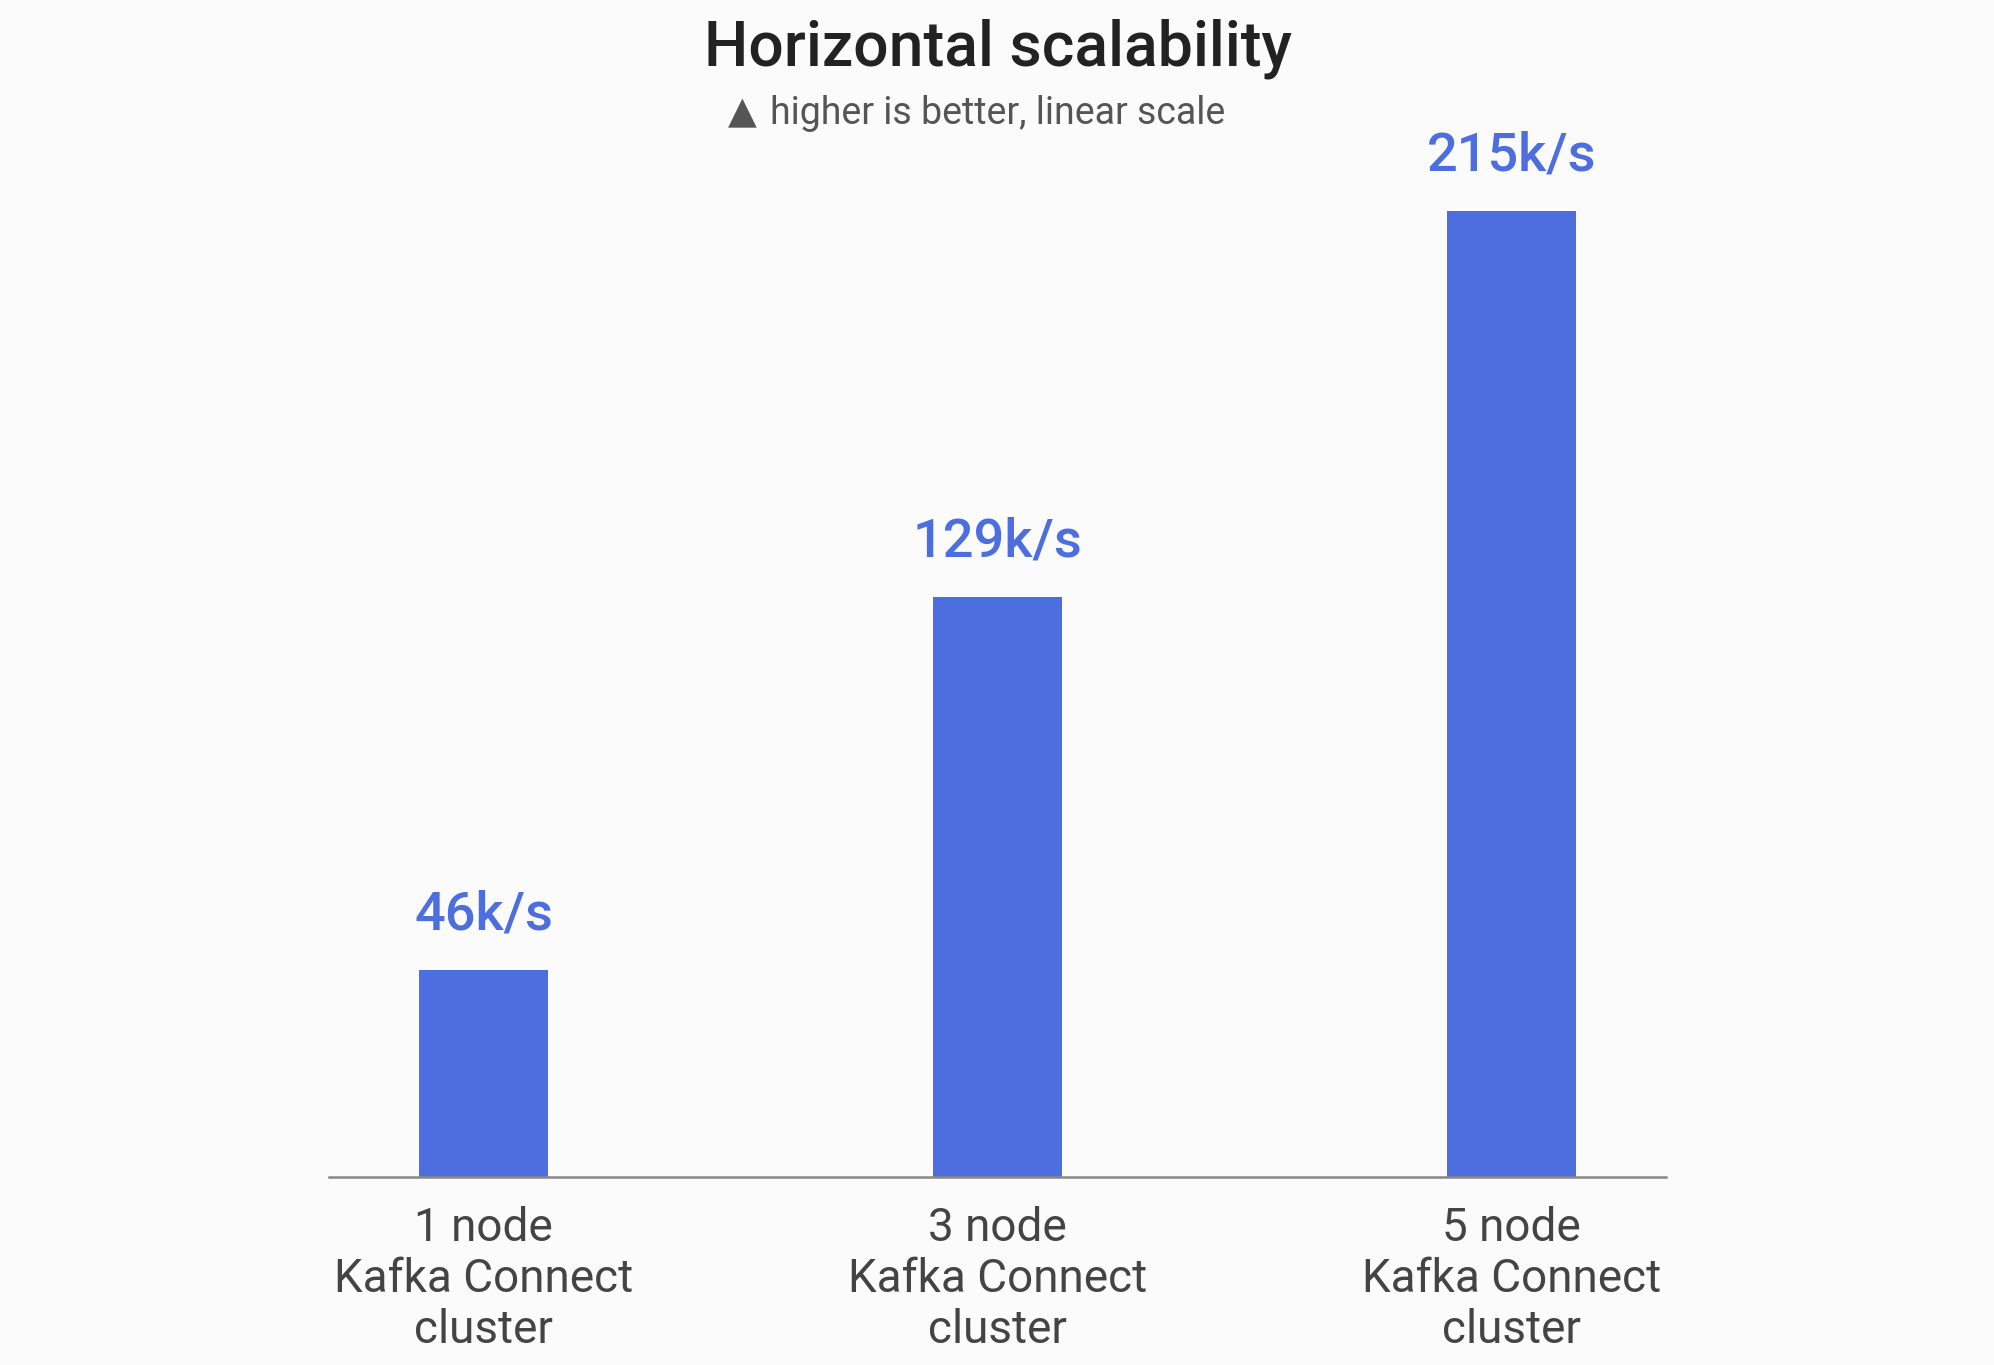 Horizontal scalability
▲ higher is better, linear scale
215k/s
129k/s
46k/s
1 node
Kafka Connect
cluster
3 node
Kafka Connect
cluster
5 node
Kafka Connect
cluster